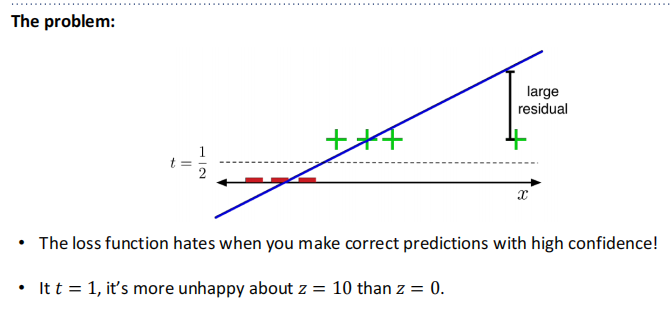 The problem:
large
residual
t = 1/2
x
• The loss function hates when you make correct predictions with high confidence!
• It t = 1, it's more unhappy about z = 10 than z = 0.